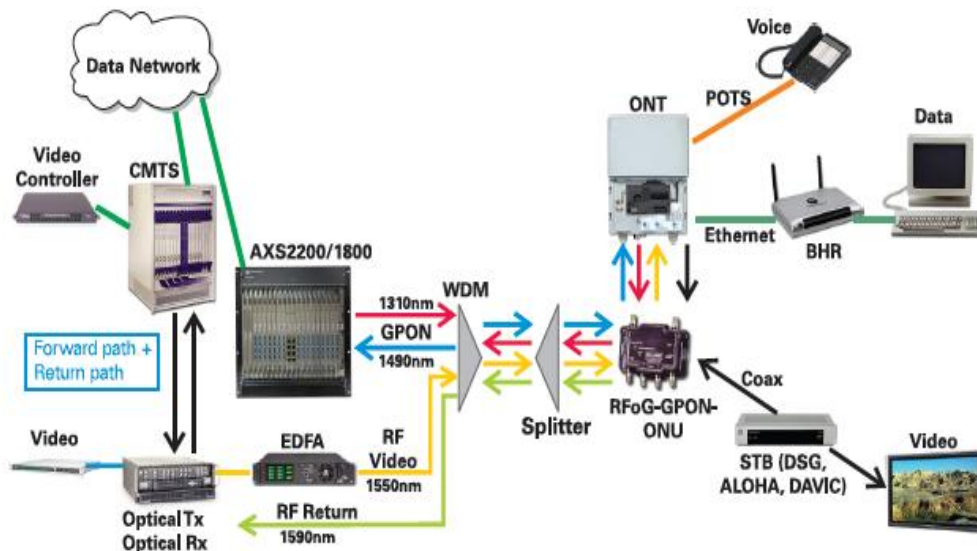 Data Network
Video
Controller
CMTS
AXS2200/1800
1310nm
GPON
1490nm
WDM
Forward path +
Return path
Video
Optical Tx
Optical Rx
EDFA
RF
Video
1550nm
RF Return
1590nm
Splitter
RFoG-GPON-
ONU
ONT
Voice
POTS
Data
Ethernet
BHR
Coax
STB (DSG,
ALOHA, DAVIC)
Video